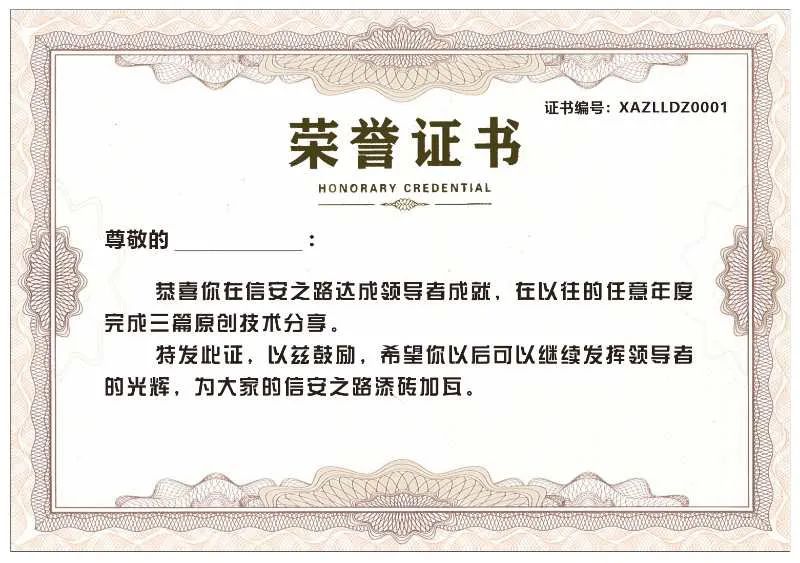 证书编号：XAZLLDZ0001
荣誉证书
HONORARY CREDENTIAL
尊敬的 ____________ ：
恭喜你在信安之路达成领导者成就，在以往的任意年度
完成三篇原创技术分享。
特发此证，以兹鼓励，希望你以后可以继续发挥领导者
的光辉，为大家的信安之路添砖加瓦。